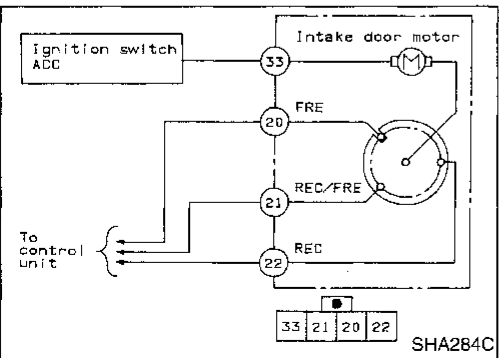 Ignition switch
ACC
Intake door motor
33
M
FRE
20
REC/FRE
21
REC
22
To
control
unit
33 21 20 22
SHA284C